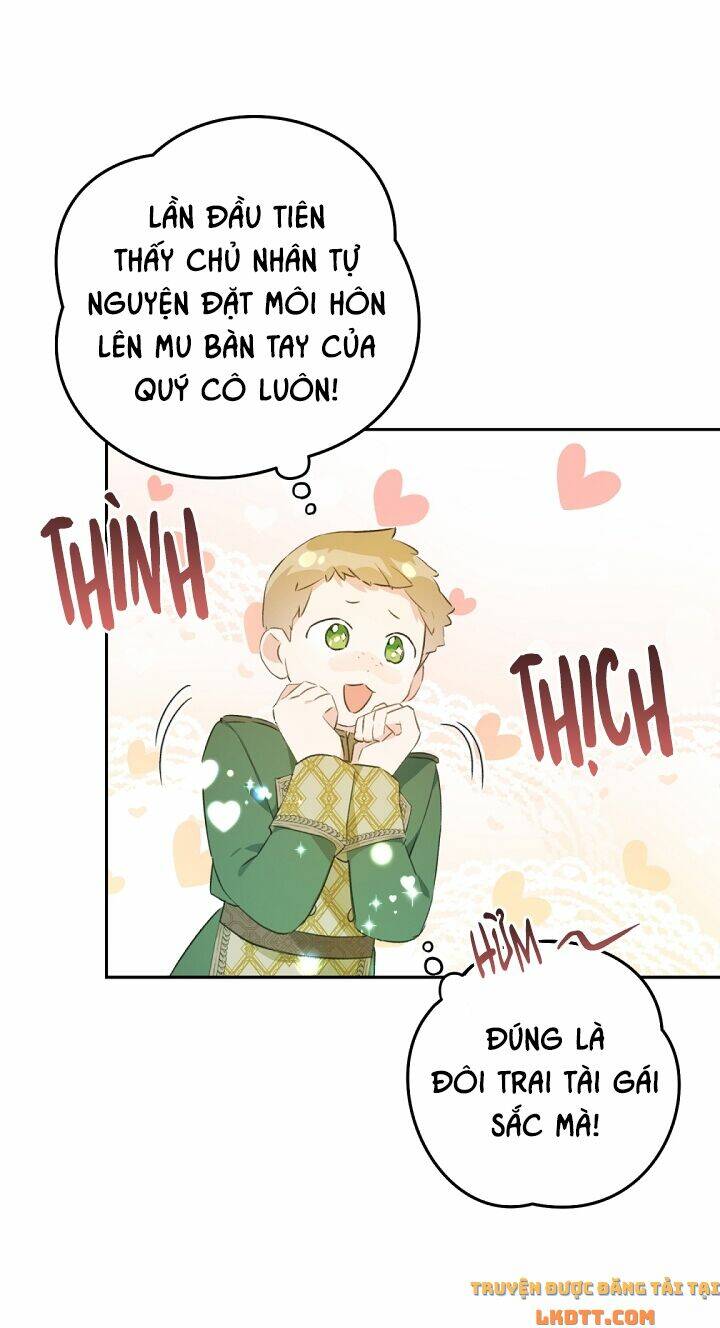 LẦN ĐẦU TIÊN
THẤY CHỦ NHÂN TỰ
NGUYỆN ĐẶT MÔI HÔN
LÊN MU BÀN TAY CỦA
QUÝ CÔ LUÔN!
THÌNH
THỊCH
HỪM~
ĐÚNG LÀ
ĐÔI TRAI TÀI GÁI
SẮC MÀ!
TRUYỆN ĐƯỢC ĐĂNG TẢI TẠI
LKDTT.COM